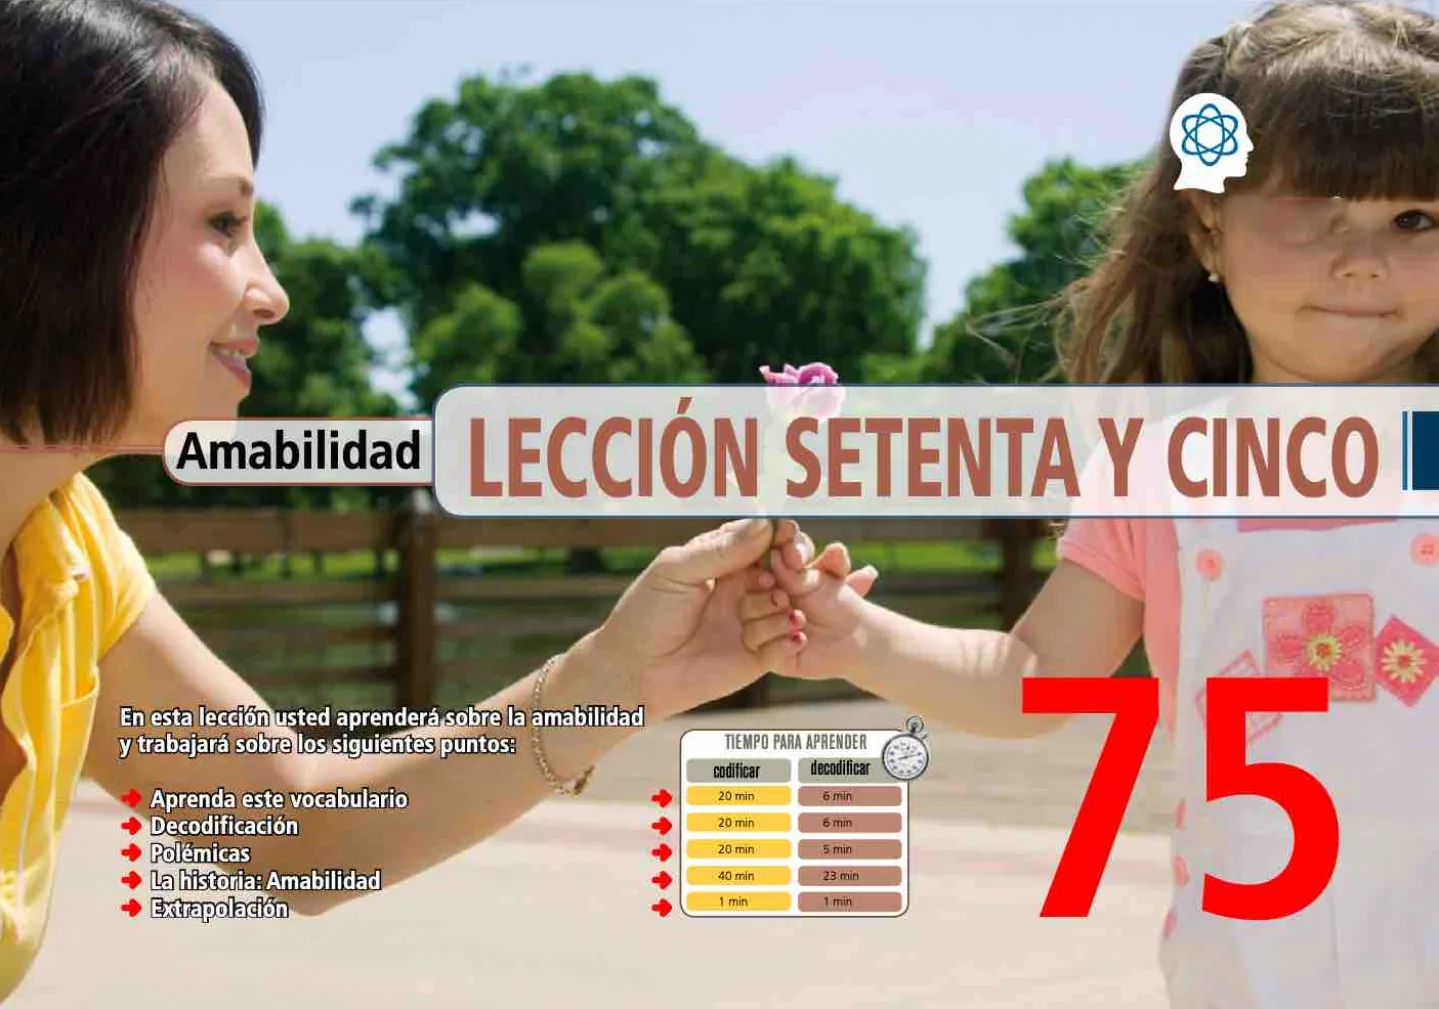 Amabilidad
LECCIÓN SETENTA Y CINCO
En esta lección usted aprenderá sobre la amabilidad
y trabajará sobre los siguientes puntos:
Aprenda este vocabulario
Decodificación
Polémicas
La historia: Amabilidad
Extrapolación
TIEMPO PARA APRENDER
codificar decodificar
20 min 6 min
20 min 6 min
20 min 5 min
40 min 23 min
1 min 1 min
75